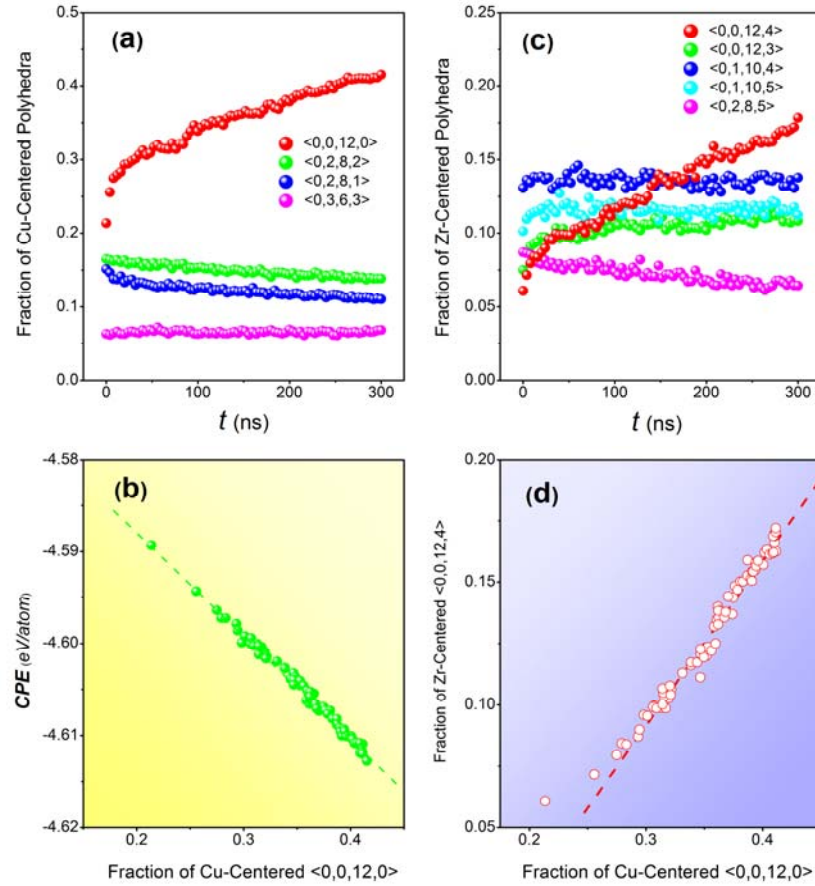 (a)
Fraction of Cu-Centered Polyhedra
0.5
0.4
0.3
0.2
0.1
0.0
<0,0,12,0>
<0,2,8,2>
<0,2,8,1>
<0,3,6,3>
0 100 200 300
t (ns)
(c)
Fraction of Zr-Centered Polyhedra
0.25
0.20
0.15
0.10
0.05
0.00
<0,0,12,4>
<0,0,12,3>
<0,1,10,4>
<0,1,10,5>
<0,2,8,5>
0 100 200 300
t (ns)
(b)
CPE (eV/atom)
-4.58
-4.59
-4.60
-4.61
-4.62
0.2 0.3 0.4
Fraction of Cu-Centered <0,0,12,0>
(d)
Fraction of Zr-Centered <0,0,12,4>
0.20
0.15
0.10
0.05
0.2 0.3 0.4
Fraction of Cu-Centered <0,0,12,0>